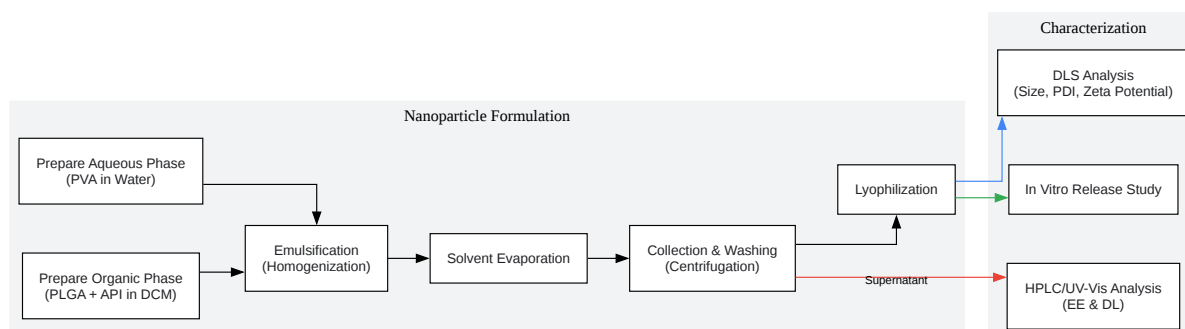 Characterization
DLS Analysis
(Size, PDI, Zeta Potential)
Nanoparticle Formulation
Prepare Aqueous Phase
(PVA in Water)
Lyophilization
In Vitro Release Study
Emulsification
(Homogenization)
Solvent Evaporation
Collection & Washing
(Centrifugation)
Prepare Organic Phase
(PLGA + API in DCM)
Supernatant
HPLC/UV-Vis Analysis
(EE & DL)